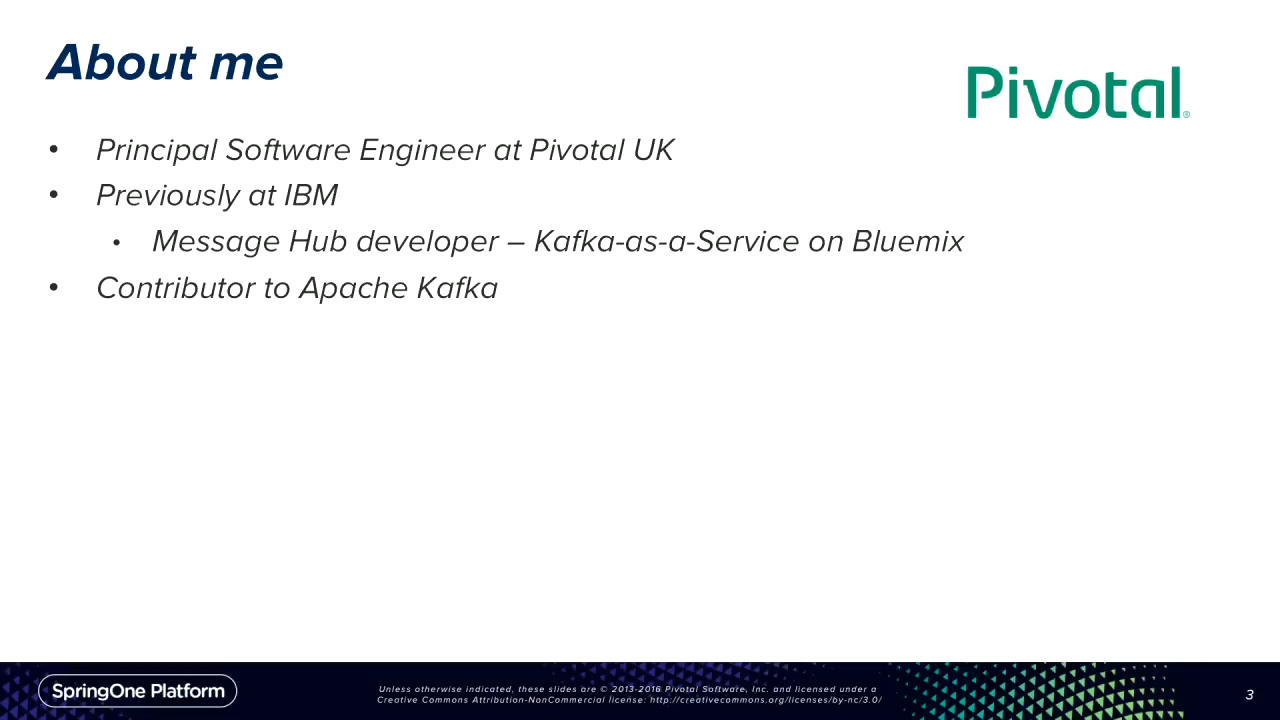 About me
Pivotal®
• Principal Software Engineer at Pivotal UK
• Previously at IBM
• Message Hub developer – Kafka-as-a-Service on Bluemix
• Contributor to Apache Kafka
SpringOne Platform
Unless otherwise indicated, these slides are © 2013-2016 Pivotal Software, Inc. and licensed under a
Creative Commons Attribution-NonCommercial license: http://creativecommons.org/licenses/by-nc/3.0/
3